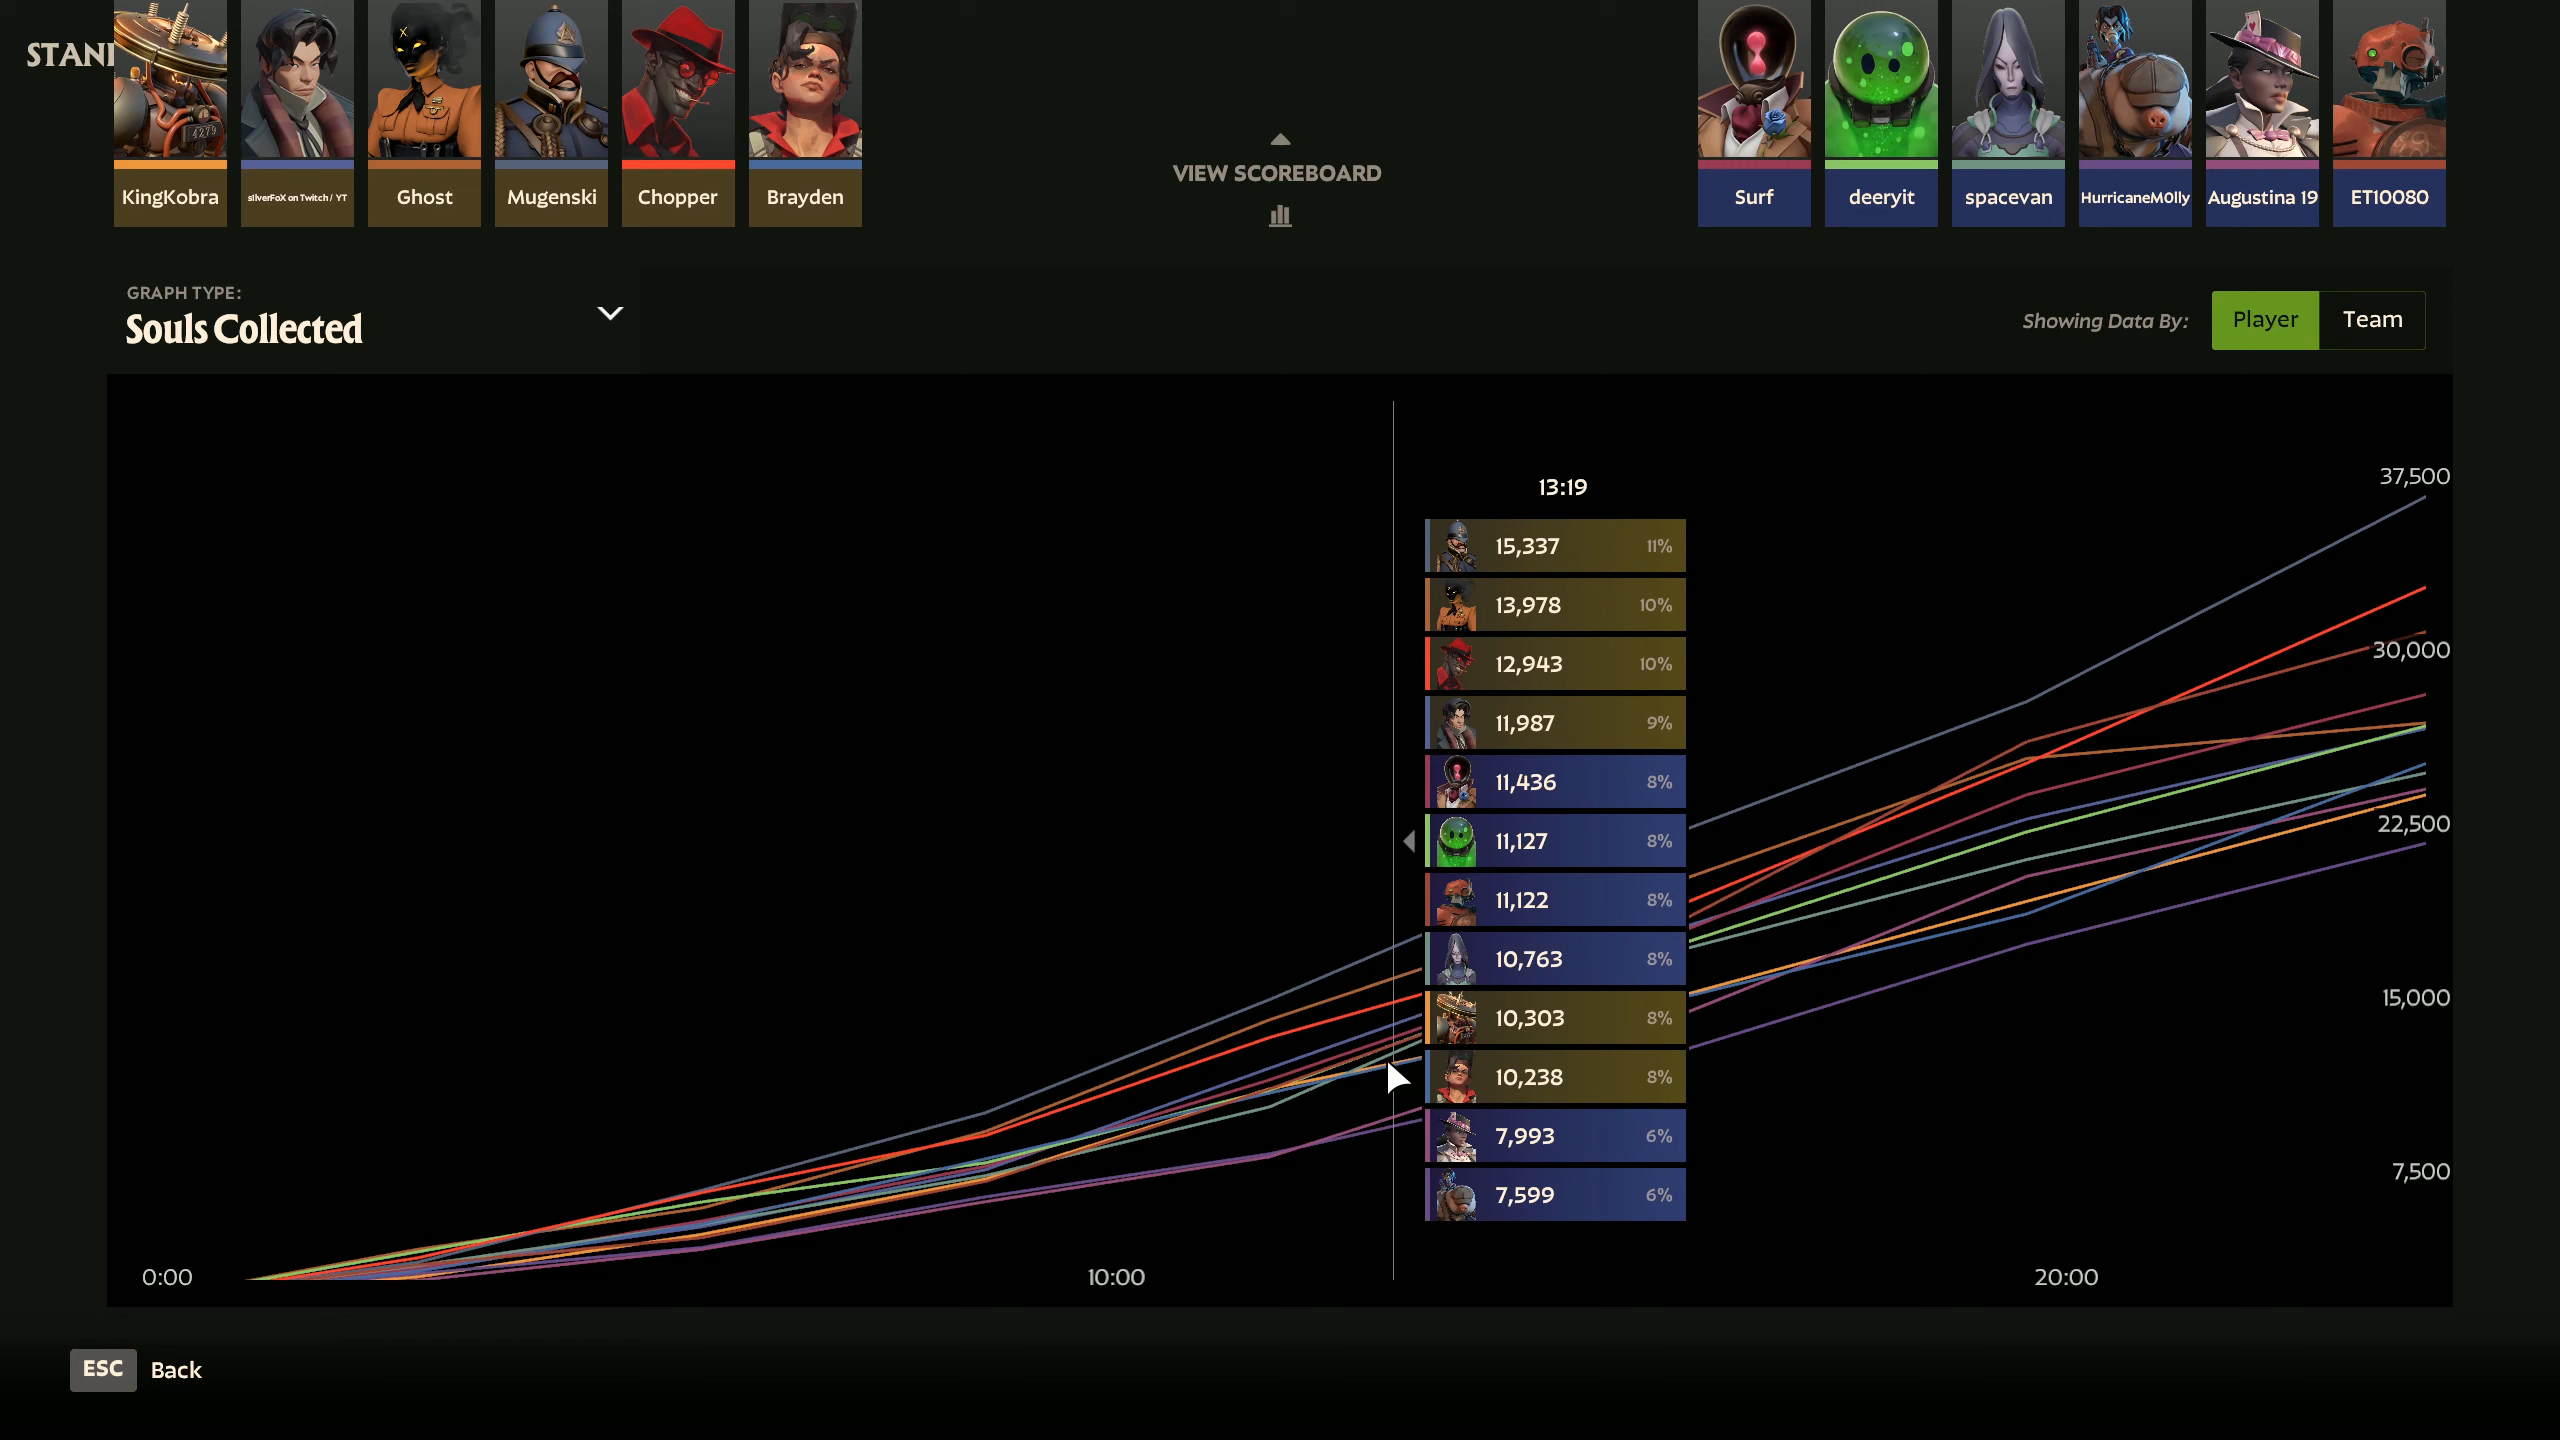 STAN
4279
KingKobra
silverFoX on Twitch / YT
Ghost
Mugenski
Chopper
Brayden
VIEW SCOREBOARD
Surf
deeryit
spacevan
HurricaneM0lly
Augustina 19
ET10080
GRAPH TYPE:
Souls Collected
Showing Data By:
Player
Team
13:19
15,337 11%
13,978 10%
12,943 10%
11,987 9%
11,436 8%
11,127 8%
11,122 8%
10,763 8%
10,303 8%
10,238 8%
7,993 6%
7,599 6%
37,500
30,000
22,500
15,000
7,500
0:00
10:00
20:00
ESC Back